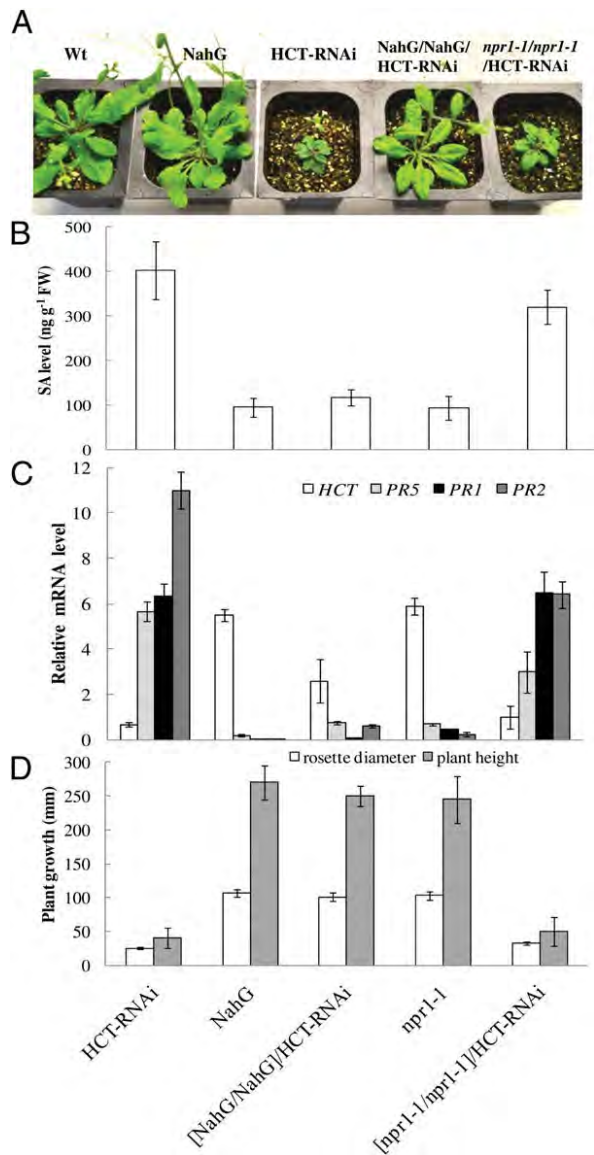 A
Wt
NahG
HCT-RNAi
NahG/NahG/
HCT-RNAi
npr1-1/npr1-1
/HCT-RNAi
B
SA level (ng g-1 FW)
500
400
300
200
100
0
C
Relative mRNA level
12
10
8
6
4
2
0
HCT PR5 PR1 PR2
D
Plant growth (mm)
300
250
200
150
100
50
0
rosette diameter plant height
HCT-RNAi
NahG
[NahG/NahG]/HCT-RNAi
npr1-1
[npr1-1/npr1-1]/HCT-RNAi